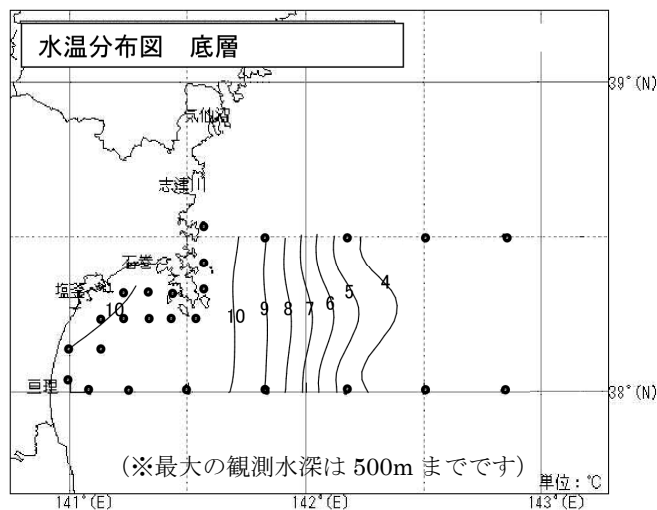 水温分布図 底層
39°(N)
気仙沼
志津川
石巻
塩釜
10
10
9
8
7
6
5
4
亘理
38°(N)
(※最大の観測水深は 500m までです)
単位：℃
141°(E)
142°(E)
143°(E)